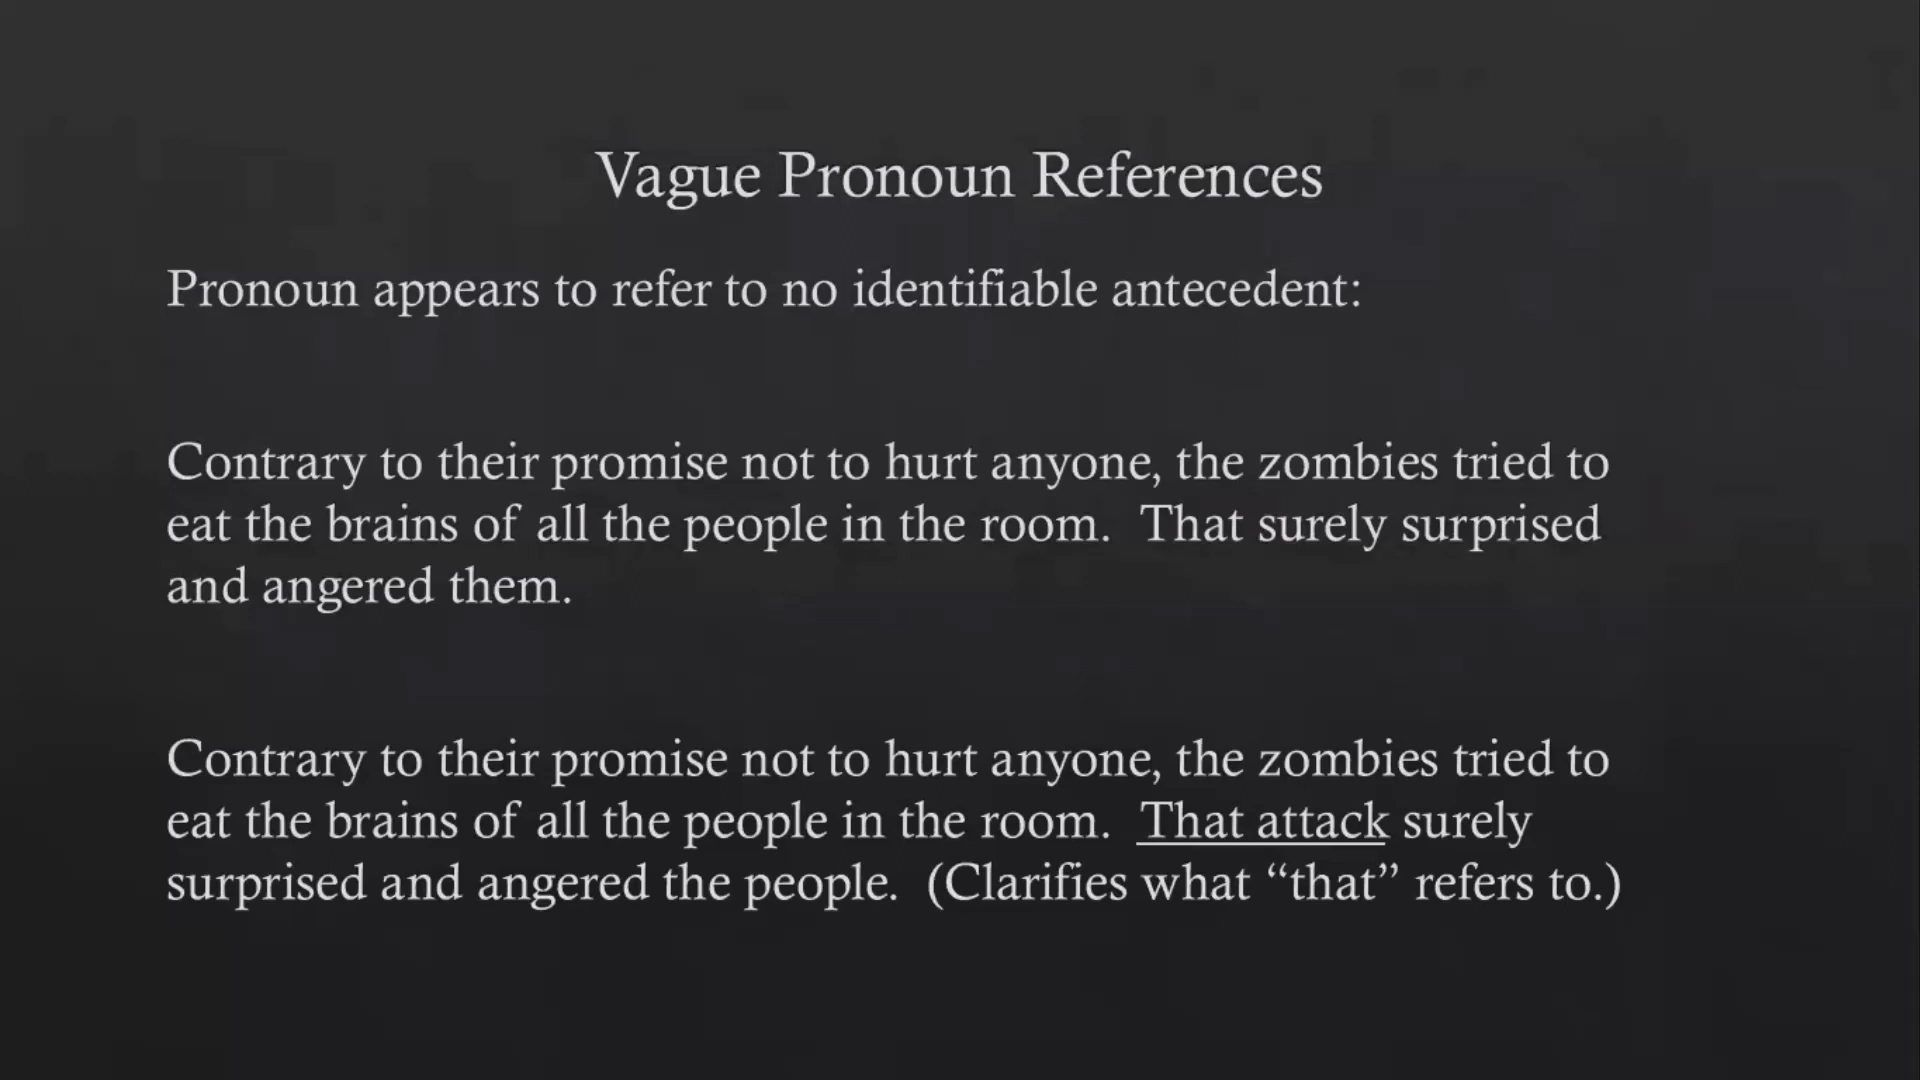 Vague Pronoun References
Pronoun appears to refer to no identifiable antecedent:
Contrary to their promise not to hurt anyone, the zombies tried to
eat the brains of all the people in the room.  That surely surprised
and angered them.
Contrary to their promise not to hurt anyone, the zombies tried to
eat the brains of all the people in the room.  That attack surely
surprised and angered the people.  (Clarifies what “that” refers to.)